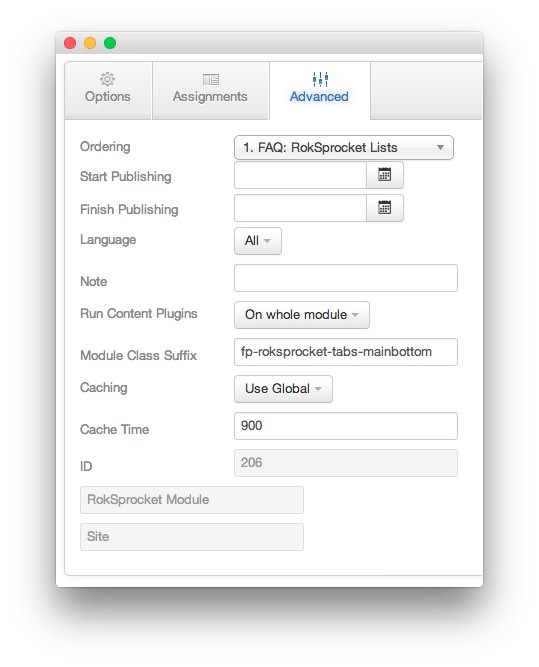 Options Assignments Advanced
Ordering 1. FAQ: RokSprocket Lists
Start Publishing
Finish Publishing
Language All
Note
Run Content Plugins On whole module
Module Class Suffix fp-roksprocket-tabs-mainbottom
Caching Use Global
Cache Time 900
ID 206
RokSprocket Module
Site